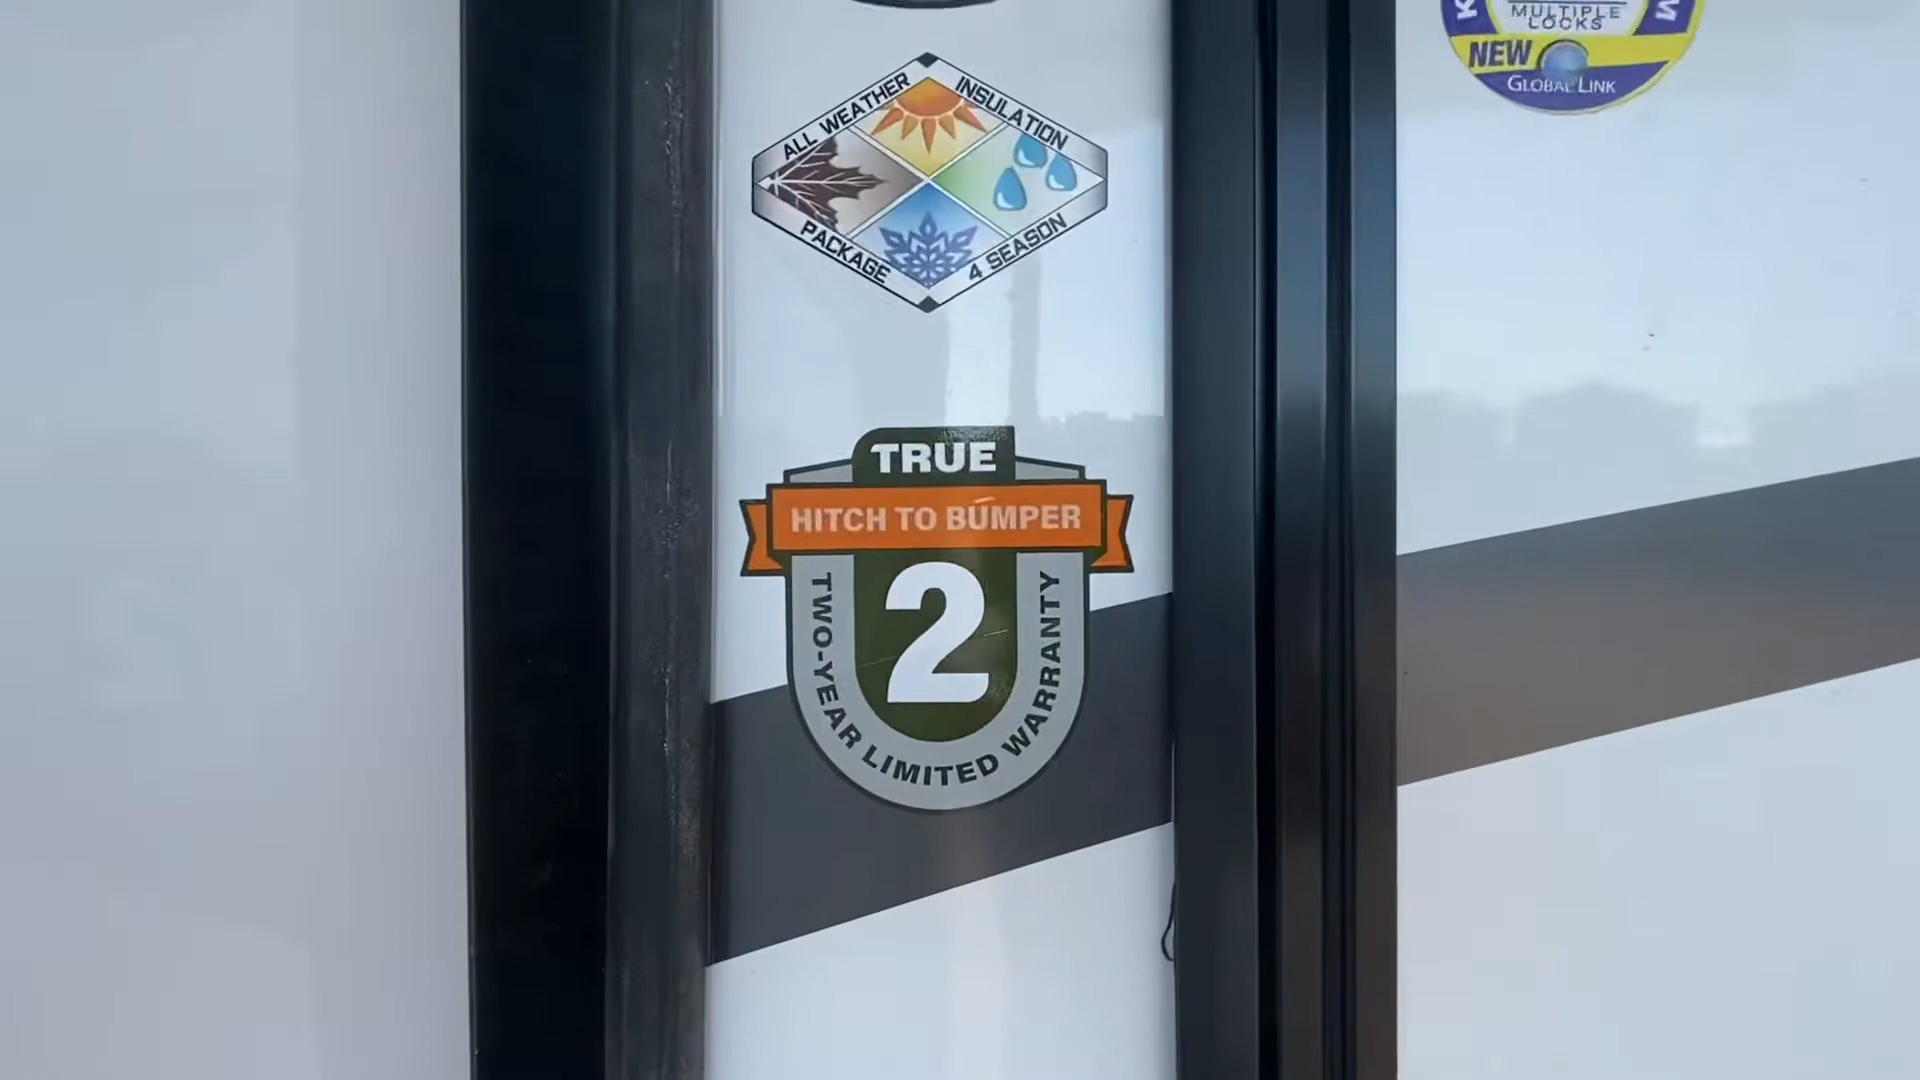 ALL WEATHER
INSULATION
PACKAGE
4 SEASON
MULTIPLE
LOCKS
NEW
GLOBAL LINK
TRUE
HITCH TO BUMPER
2
TWO-YEAR LIMITED WARRANTY